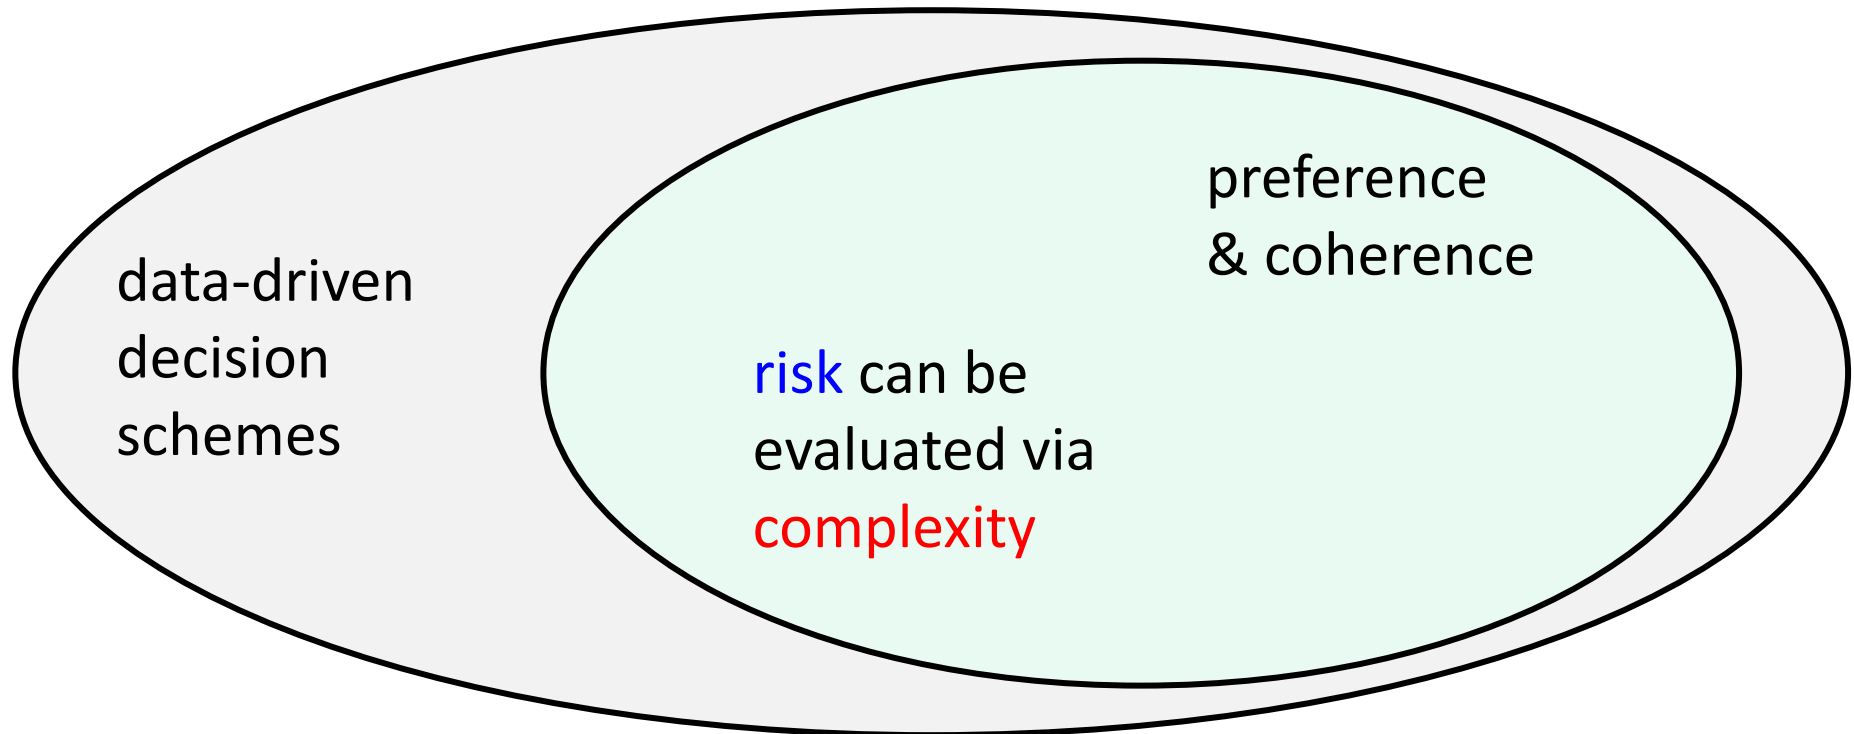 data-driven
decision
schemes
preference
& coherence
risk can be
evaluated via
complexity